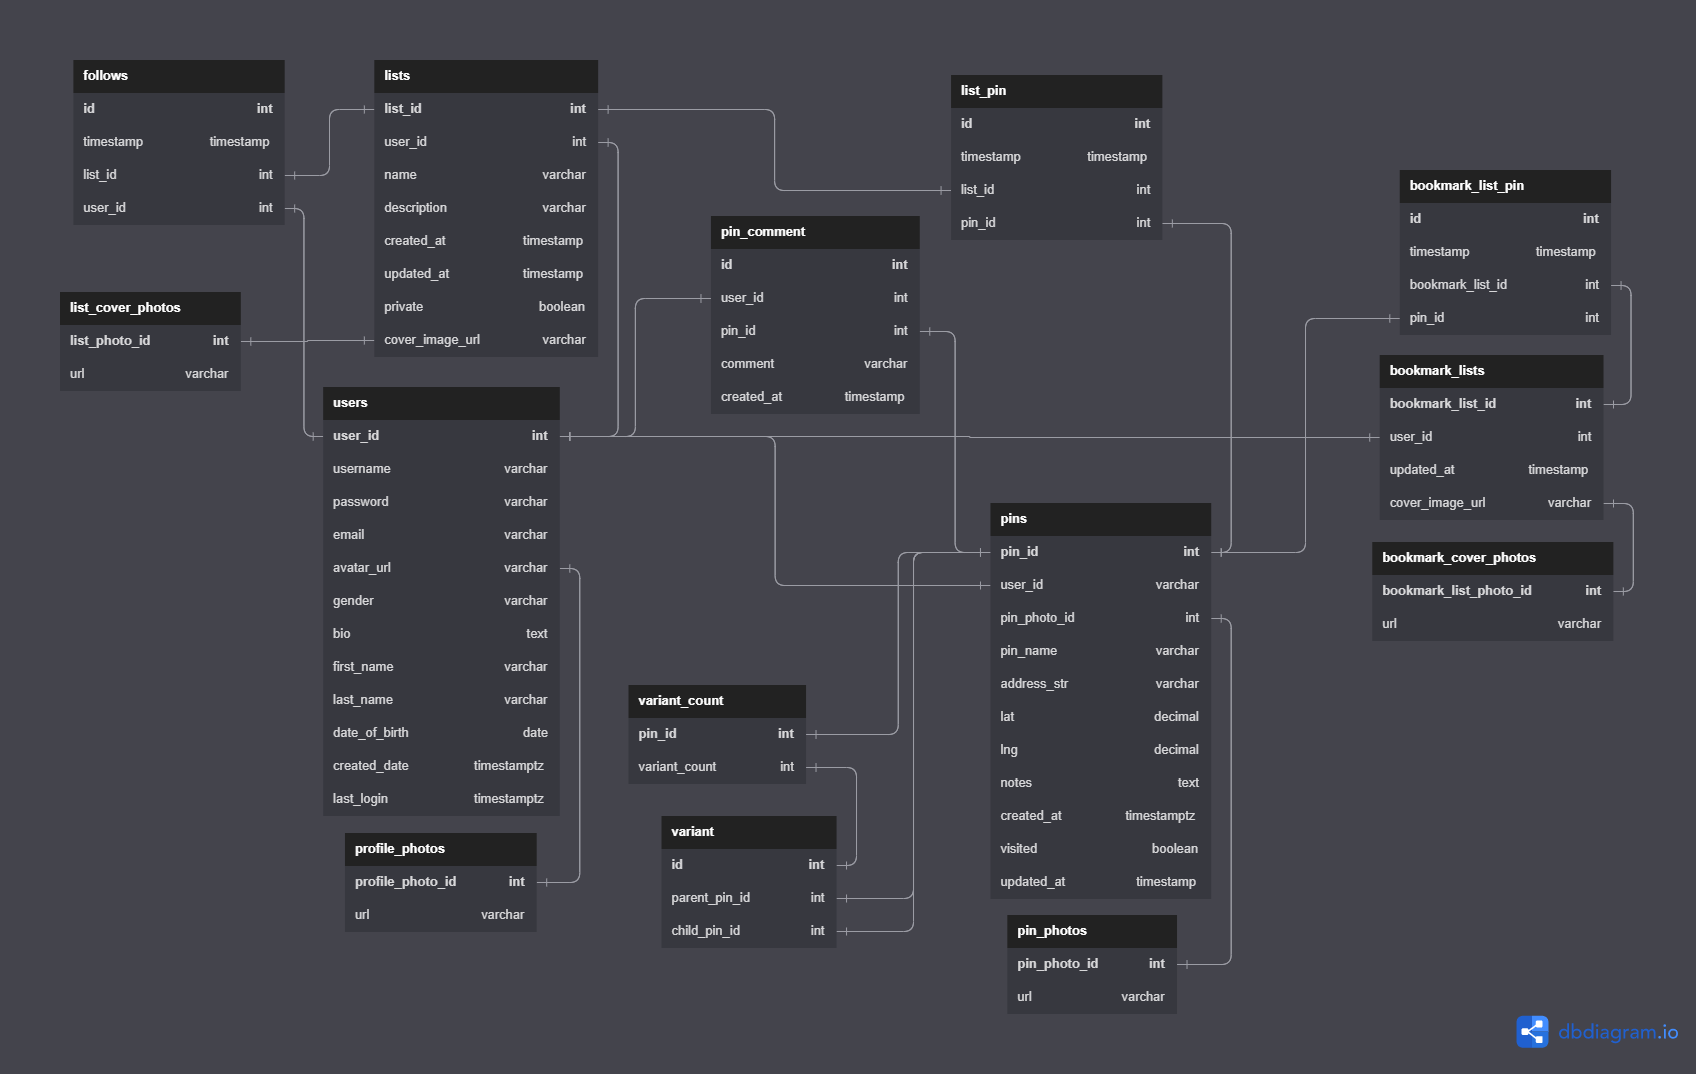 follows
id int
timestamp timestamp
list_id int
user_id int
lists
list_id int
user_id int
name varchar
description varchar
created_at timestamp
updated_at timestamp
private boolean
cover_image_url varchar
list_pin
id int
timestamp timestamp
list_id int
pin_id int
bookmark_list_pin
id int
timestamp timestamp
bookmark_list_id int
pin_id int
pin_comment
id int
user_id int
pin_id int
comment varchar
created_at timestamp
list_cover_photos
list_photo_id int
url varchar
bookmark_lists
bookmark_list_id int
user_id int
updated_at timestamp
cover_image_url varchar
users
user_id int
username varchar
password varchar
email varchar
avatar_url varchar
gender varchar
bio text
first_name varchar
last_name varchar
date_of_birth date
created_date timestamptz
last_login timestamptz
pins
pin_id int
user_id varchar
pin_photo_id int
pin_name varchar
address_str varchar
lat decimal
lng decimal
notes text
created_at timestamptz
visited boolean
updated_at timestamp
bookmark_cover_photos
bookmark_list_photo_id int
url varchar
variant_count
pin_id int
variant_count int
variant
id int
parent_pin_id int
child_pin_id int
profile_photos
profile_photo_id int
url varchar
pin_photos
pin_photo_id int
url varchar
dbdiagram.io